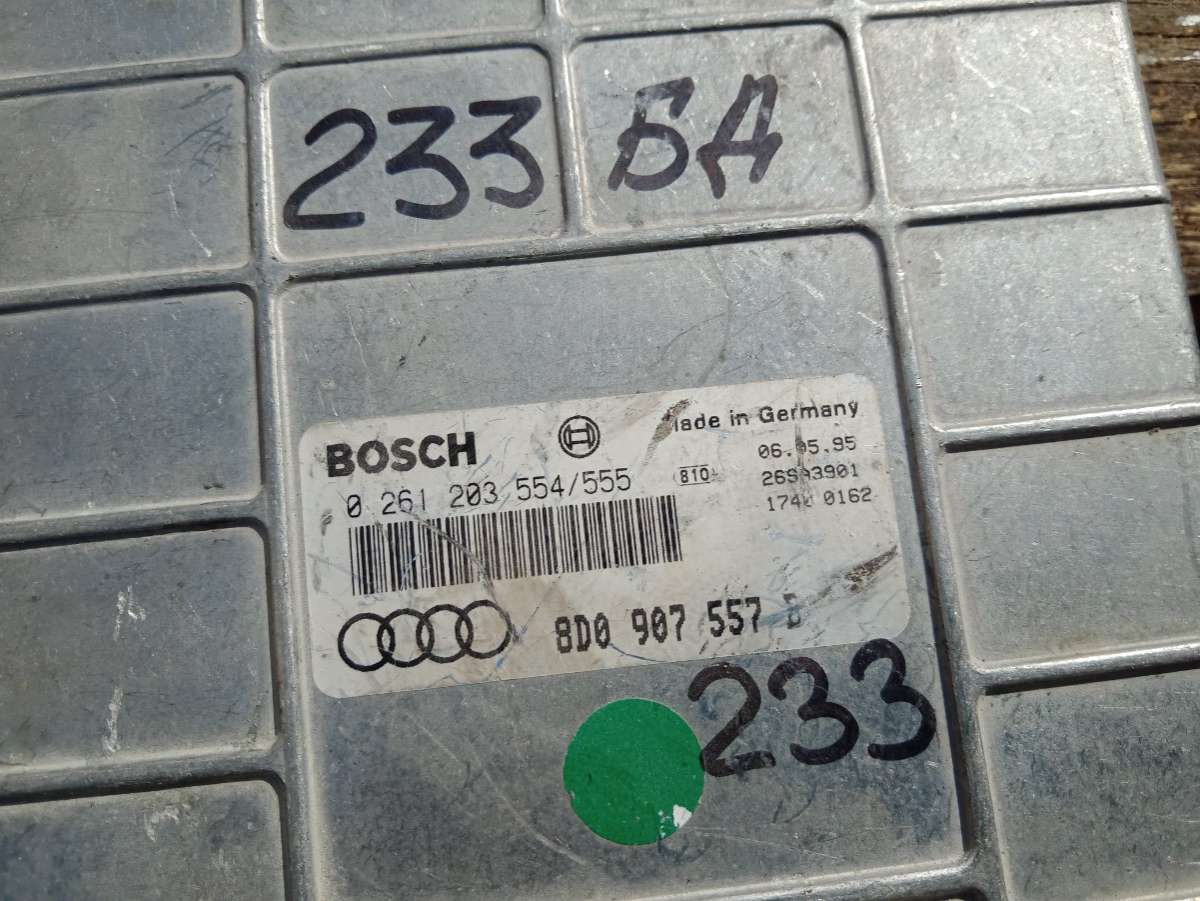 233 БД
BOSCH
Made in Germany
0 261 203 554/555
810
06.05.95
1740 0162
8D0 907 557
233